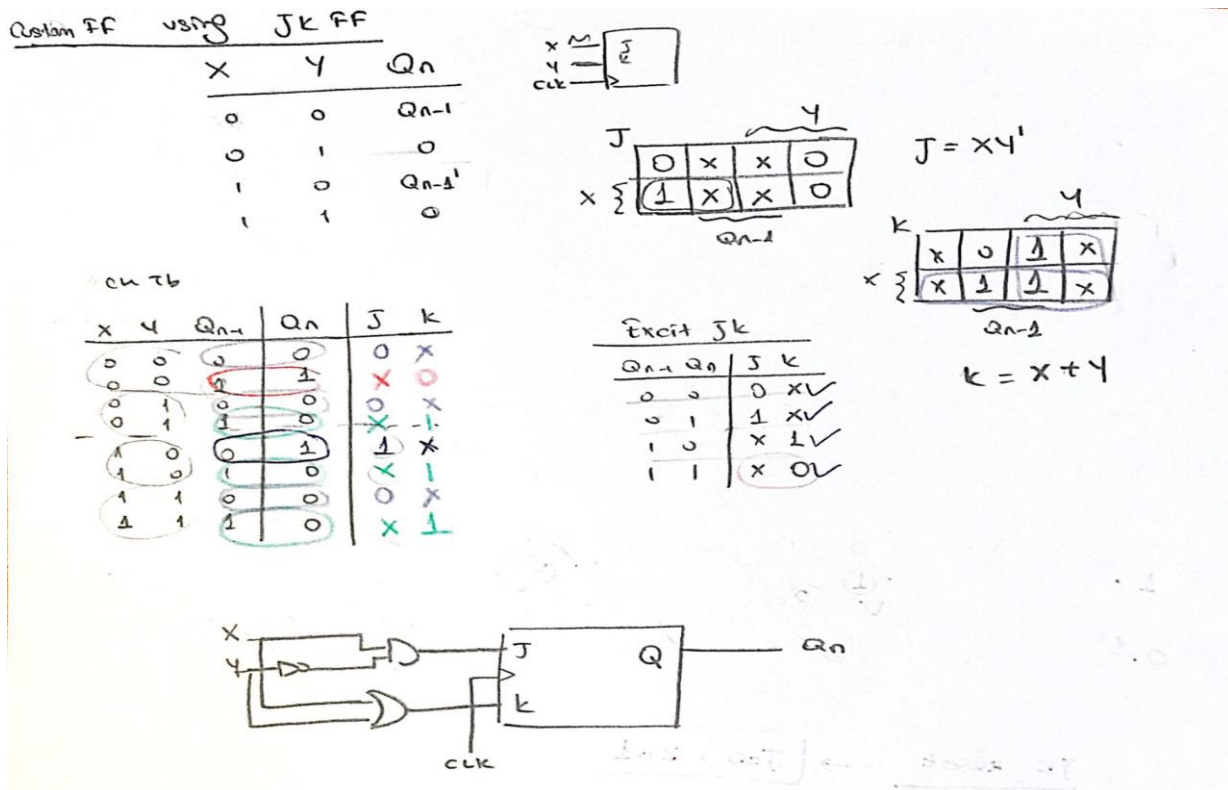 Custom FF using JK FF
X Y Qn
0 0 Qn-1
0 1 0
1 0 Qn-1'
1 1 0
X
Y
CLK
J
K
J
Y
0 x x 0
X { 1 x x 0
Qn-1
J = XY'
K
Y
x 0 1 x
X { x 1 1 x
Qn-1
K = X + Y
CH Tb
X Y Qn-1 Qn J K
0 0 0 0 0 X
0 0 1 1 X 0
0 1 0 0 0 X
0 1 1 0 X 1
1 0 0 1 1 X
1 0 1 0 X 1
1 1 0 0 0 X
1 1 1 0 X 1
Excit JK
Qn-1 Qn J K
0 0 0 X ✓
0 1 1 X ✓
1 0 X 1 ✓
1 1 X 0 ✓
X
Y
J Q Qn
K
CLK